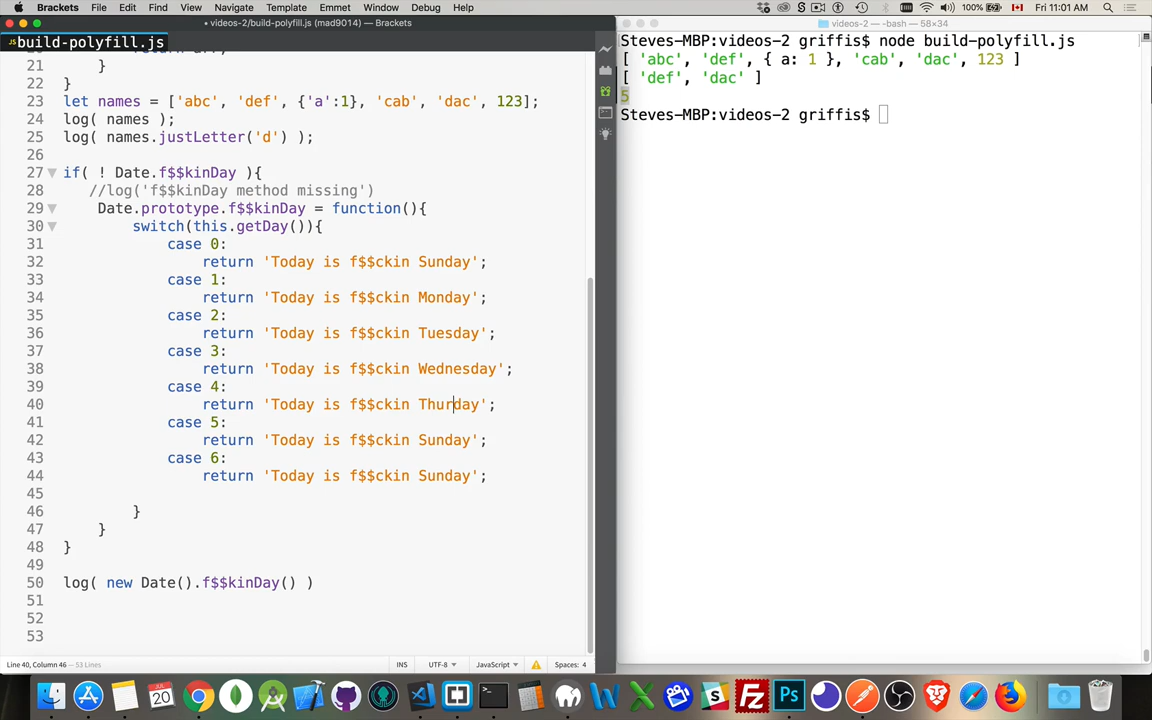 Brackets File Edit Find View Navigate Template Emmet Window Debug Help 100% Fri 11:01 AM
• videos-2/build-polyfill.js (mad9014) — Brackets
videos-2 — -bash — 58×34
build-polyfill.js
21 }
22 }
23 let names = ['abc', 'def', {'a':1}, 'cab', 'dac', 123];
24 log( names );
25 log( names.justLetter('d') );
26
27 if( ! Date.f$$kinDay ){
28 //log('f$$kinDay method missing')
29 Date.prototype.f$$kinDay = function(){
30 switch(this.getDay()){
31 case 0:
32 return 'Today is f$$ckin Sunday';
33 case 1:
34 return 'Today is f$$ckin Monday';
35 case 2:
36 return 'Today is f$$ckin Tuesday';
37 case 3:
38 return 'Today is f$$ckin Wednesday';
39 case 4:
40 return 'Today is f$$ckin Thurday';
41 case 5:
42 return 'Today is f$$ckin Sunday';
43 case 6:
44 return 'Today is f$$ckin Sunday';
45
46 }
47 }
48 }
49
50 log( new Date().f$$kinDay() )
51
52
53
Line 40, Column 46 — 53 Lines
INS UTF-8 JavaScript Spaces: 4
Steves-MBP:videos-2 griffis$ node build-polyfill.js
[ 'abc', 'def', { a: 1 }, 'cab', 'dac', 123 ]
[ 'def', 'dac' ]
5
Steves-MBP:videos-2 griffis$
20